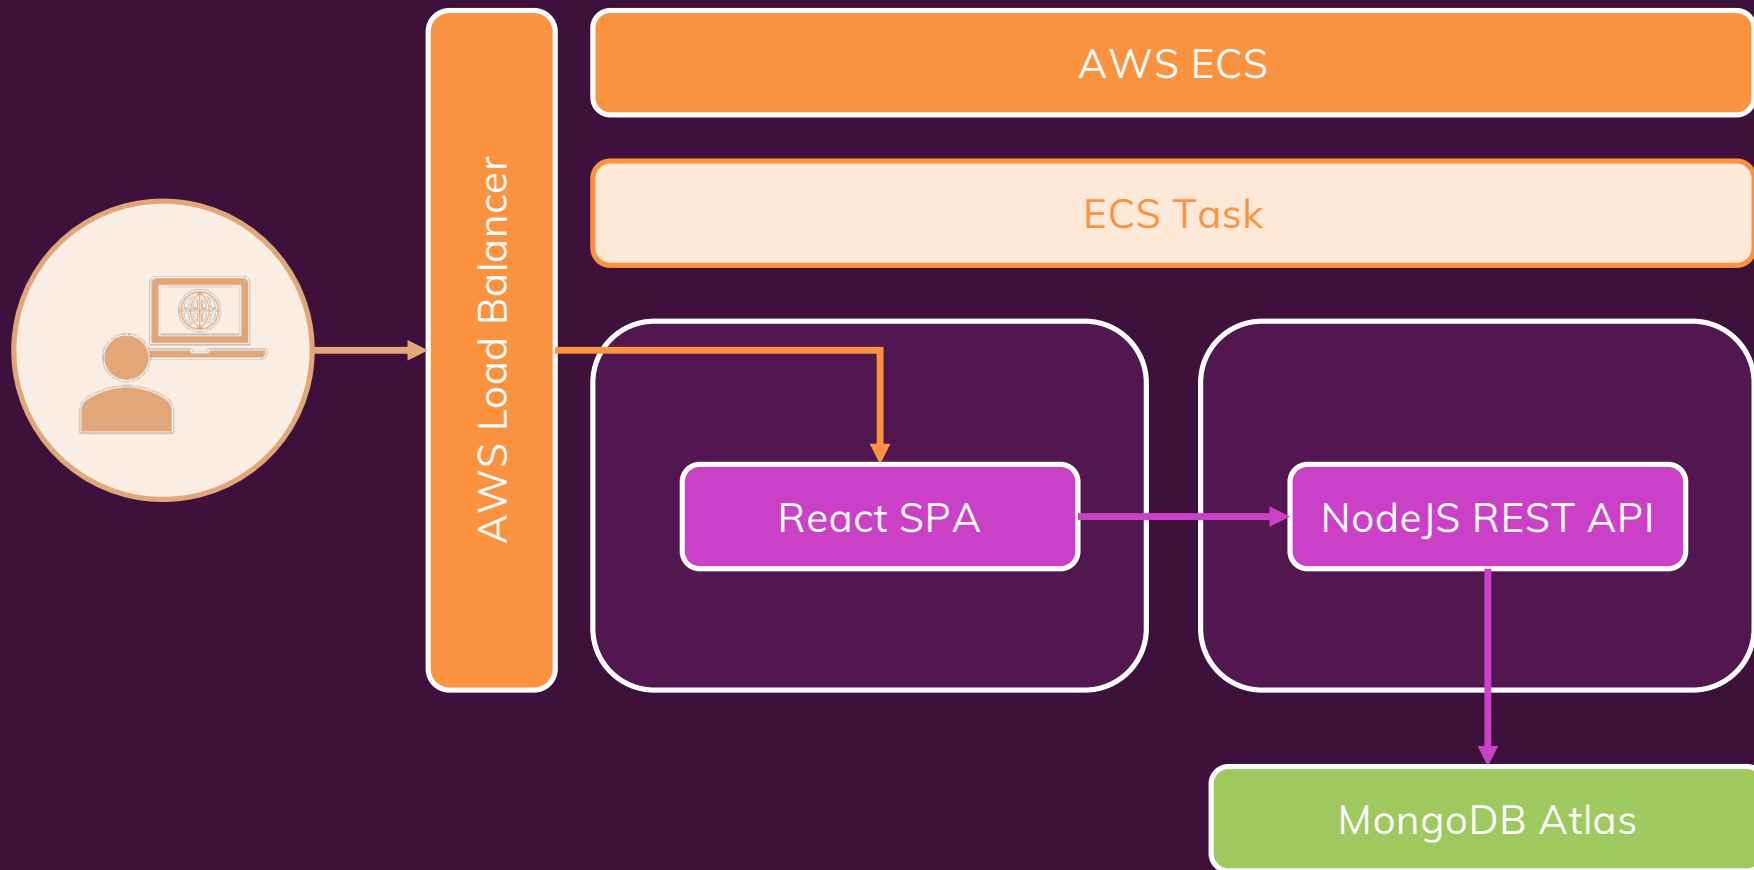 AWS ECS
ECS Task
AWS Load Balancer
React SPA
NodeJS REST API
MongoDB Atlas